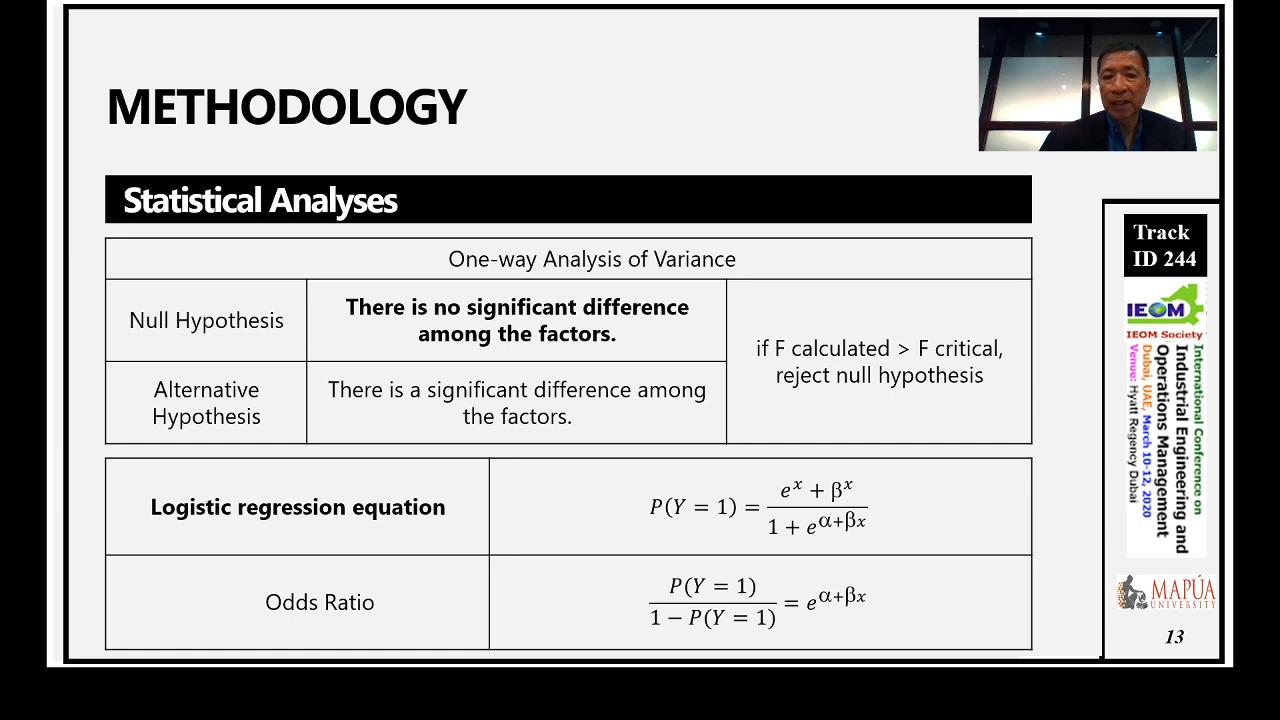 METHODOLOGY
Statistical Analyses
One-way Analysis of Variance
Null Hypothesis
There is no significant difference
among the factors.
if F calculated > F critical,
reject null hypothesis
Alternative
Hypothesis
There is a significant difference among
the factors.
Logistic regression equation
P(Y = 1) = (eˣ + βˣ) / (1 + e^(α+βx))
Odds Ratio
P(Y = 1) / (1 − P(Y = 1)) = e^(α+βx)
Track
ID 244
IEOM
IEOM Society
International Conference on
Industrial Engineering and
Operations Management
Dubai, UAE, March 10-12, 2020
Venue: Hyatt Regency Dubai
MAPÚA
UNIVERSITY
13